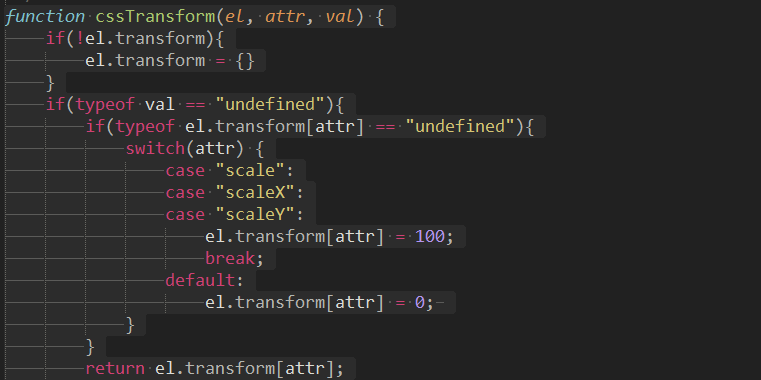 function cssTransform(el, attr, val) {
    if(!el.transform){
        el.transform = {}
    }
    if(typeof val == "undefined"){
        if(typeof el.transform[attr] == "undefined"){
            switch(attr) {
                case "scale":
                case "scaleX":
                case "scaleY":
                    el.transform[attr] = 100;
                    break;
                default:
                    el.transform[attr] = 0;
            }
        }
        return el.transform[attr];